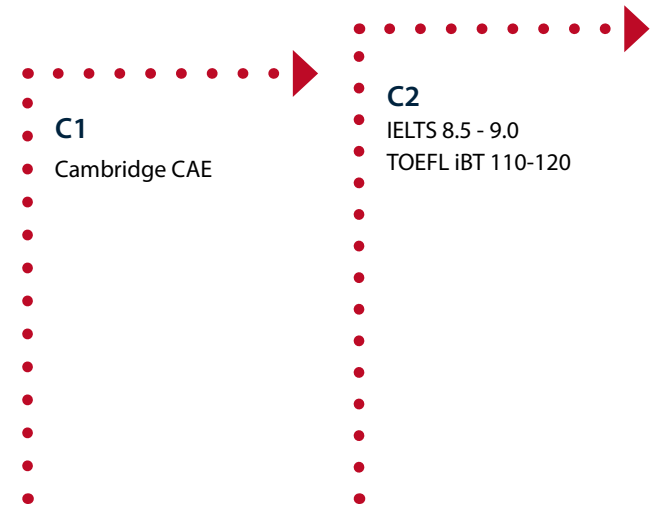 C1
Cambridge CAE
C2
IELTS 8.5 - 9.0
TOEFL iBT 110-120